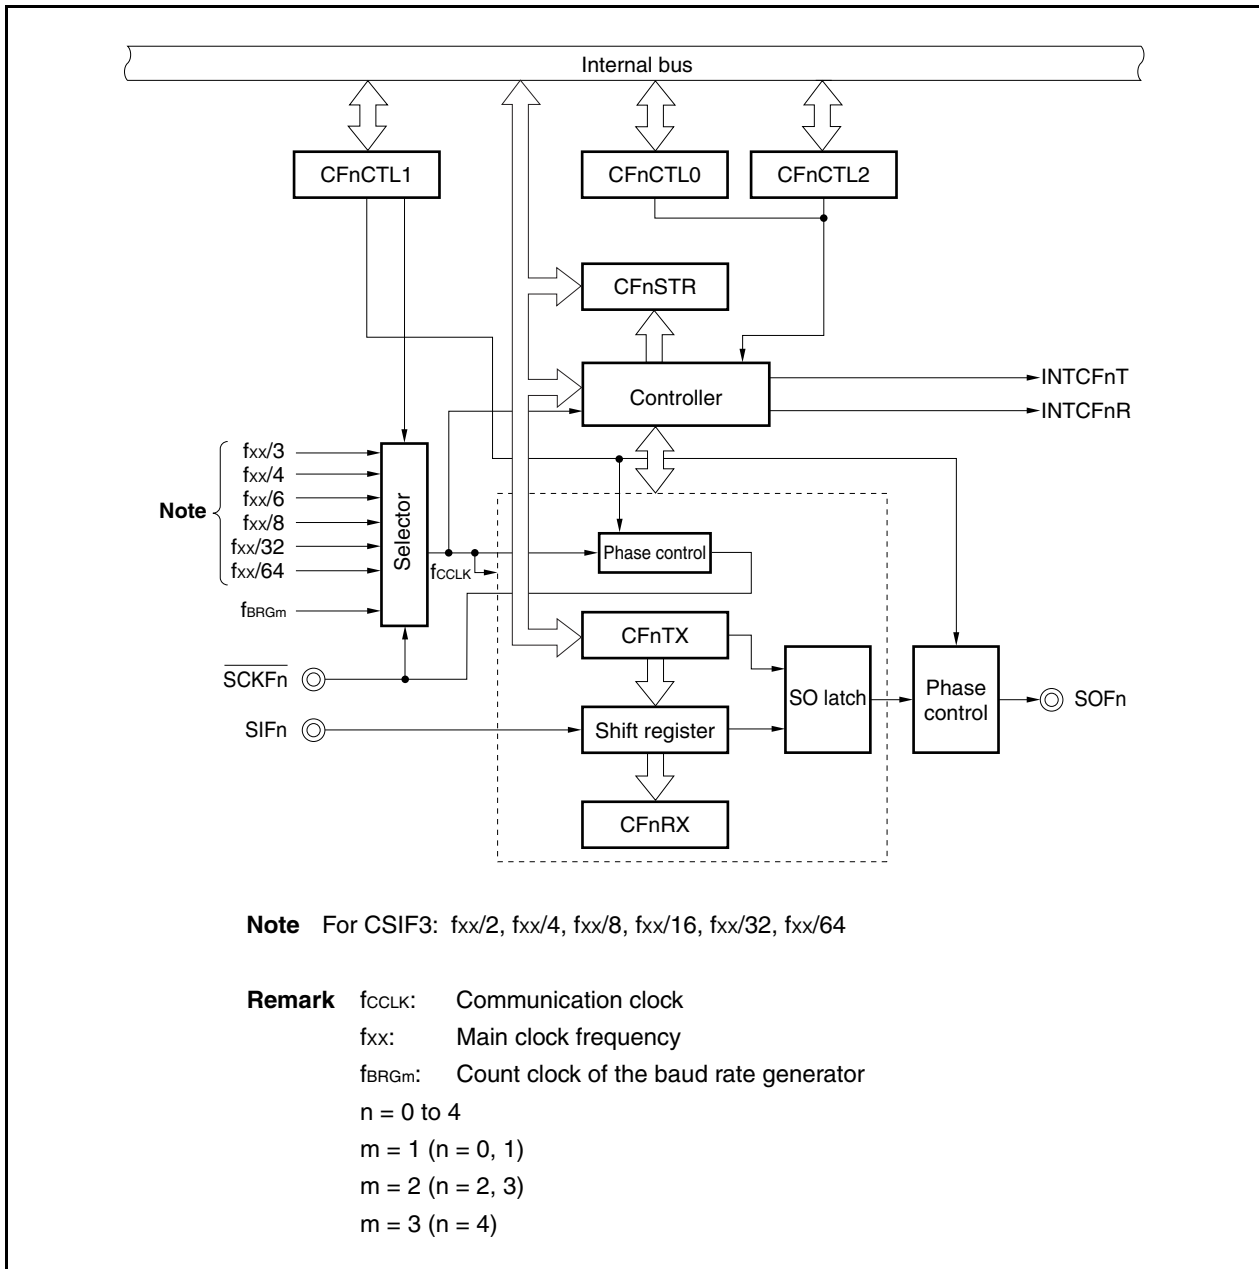 Internal bus
CFnCTL1
CFnCTL0
CFnCTL2
CFnSTR
Controller
INTCFnT
INTCFnR
Note
fxx/3
fxx/4
fxx/6
fxx/8
fxx/32
fxx/64
fBRGm
Selector
fCCLK
Phase control
CFnTX
SCKFn
SIFn
Shift register
SO latch
Phase
control
SOFn
CFnRX
Note For CSIF3: fxx/2, fxx/4, fxx/8, fxx/16, fxx/32, fxx/64
Remark fCCLK: Communication clock
fxx: Main clock frequency
fBRGm: Count clock of the baud rate generator
n = 0 to 4
m = 1 (n = 0, 1)
m = 2 (n = 2, 3)
m = 3 (n = 4)